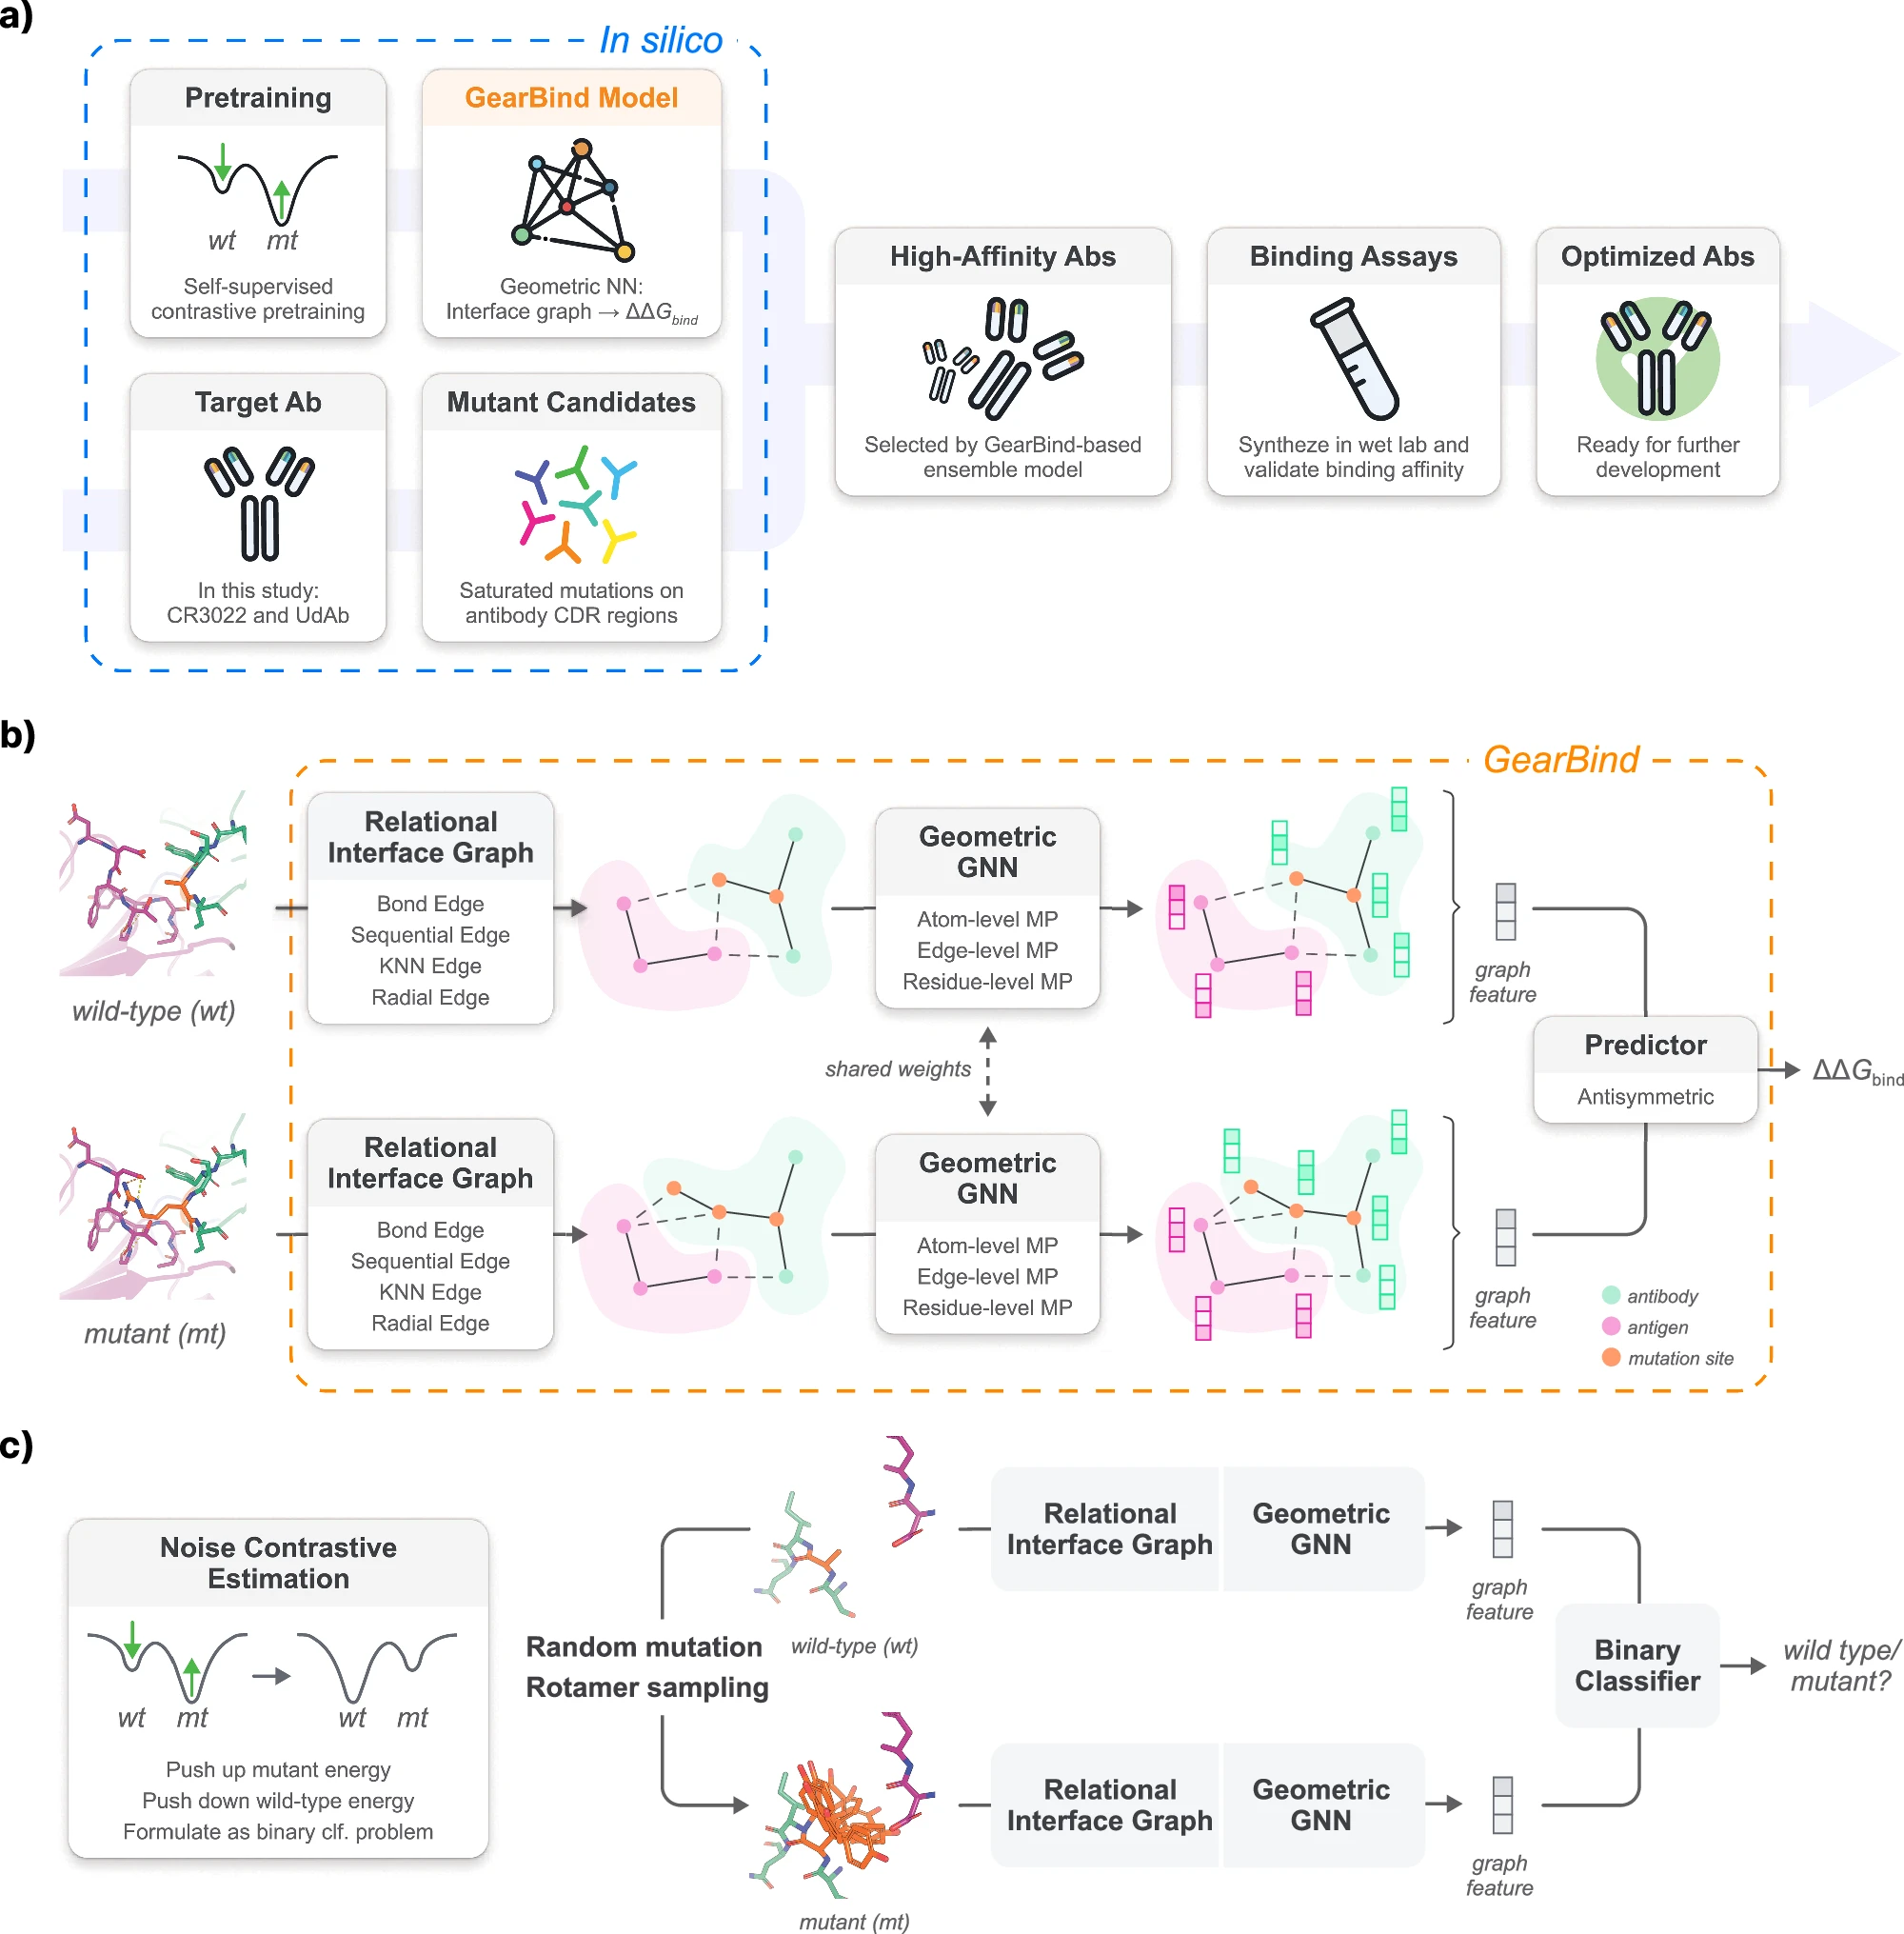 a)
In silico
Pretraining
wt mt
Self-supervised
contrastive pretraining
GearBind Model
Geometric NN:
Interface graph → ΔΔGbind
Target Ab
In this study:
CR3022 and UdAb
Mutant Candidates
Saturated mutations on
antibody CDR regions
High-Affinity Abs
Selected by GearBind-based
ensemble model
Binding Assays
Syntheze in wet lab and
validate binding affinity
Optimized Abs
Ready for further
development
b)
GearBind
wild-type (wt)
Relational
Interface Graph
Bond Edge
Sequential Edge
KNN Edge
Radial Edge
Geometric
GNN
Atom-level MP
Edge-level MP
Residue-level MP
graph
feature
shared weights
Predictor
Antisymmetric
ΔΔGbind
mutant (mt)
Relational
Interface Graph
Bond Edge
Sequential Edge
KNN Edge
Radial Edge
Geometric
GNN
Atom-level MP
Edge-level MP
Residue-level MP
graph
feature
antibody
antigen
mutation site
c)
Noise Contrastive
Estimation
wt mt wt mt
Push up mutant energy
Push down wild-type energy
Formulate as binary clf. problem
Random mutation
Rotamer sampling
wild-type (wt)
Relational
Interface Graph
Geometric
GNN
graph
feature
Binary
Classifier
wild type/
mutant?
mutant (mt)
Relational
Interface Graph
Geometric
GNN
graph
feature